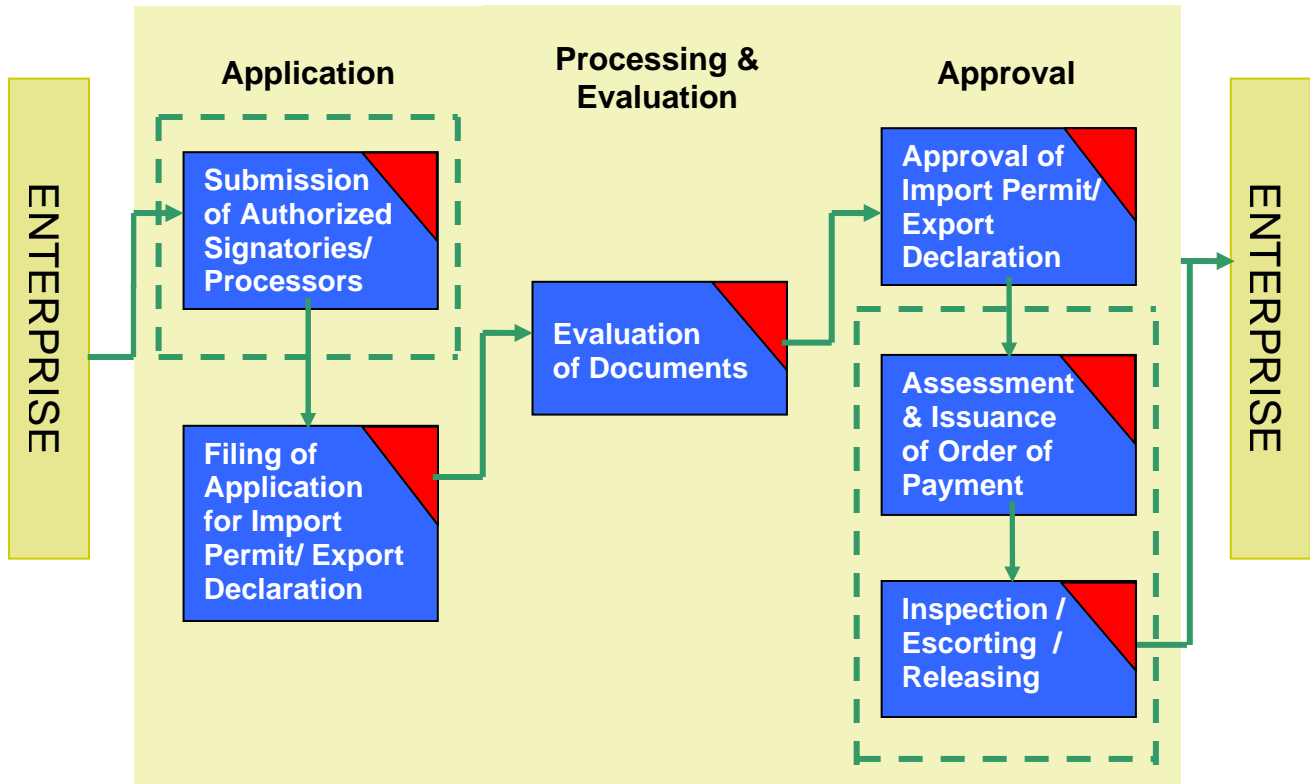 ENTERPRISE
Application
Submission
of Authorized
Signatories/
Processors
Filing of
Application
for Import
Permit/ Export
Declaration
Processing &
Evaluation
Evaluation
of Documents
Approval
Approval of
Import Permit/
Export
Declaration
Assessment
& Issuance
of Order of
Payment
Inspection /
Escorting /
Releasing
ENTERPRISE